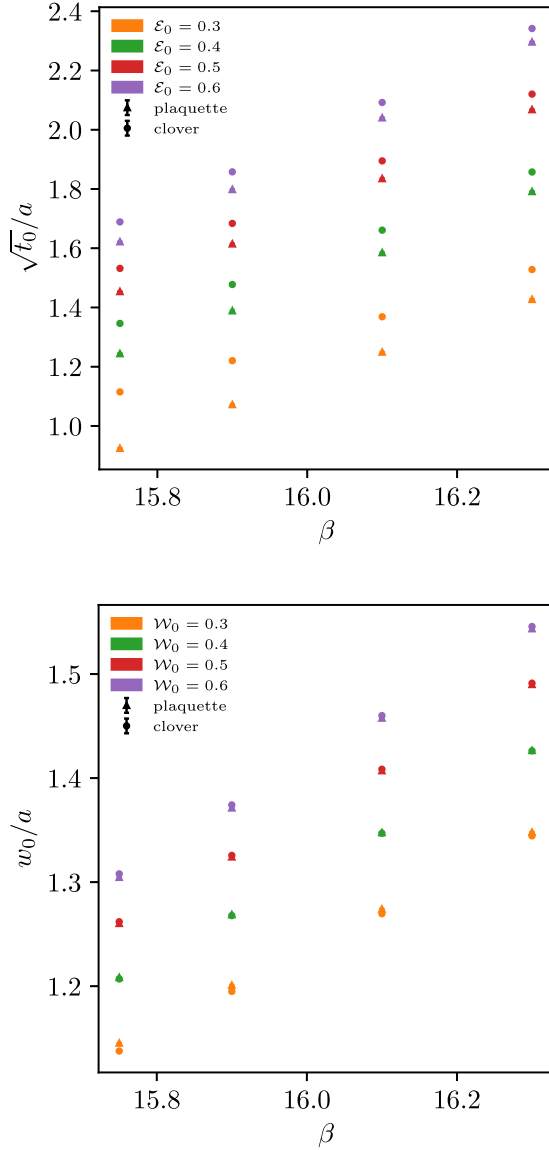 2.4
2.2
2.0
1.8
1.6
1.4
1.2
1.0
√t₀/a
ℰ₀ = 0.3
ℰ₀ = 0.4
ℰ₀ = 0.5
ℰ₀ = 0.6
plaquette
clover
15.8 16.0 16.2
β
1.5
1.4
1.3
1.2
w₀/a
𝒲₀ = 0.3
𝒲₀ = 0.4
𝒲₀ = 0.5
𝒲₀ = 0.6
plaquette
clover
15.8 16.0 16.2
β